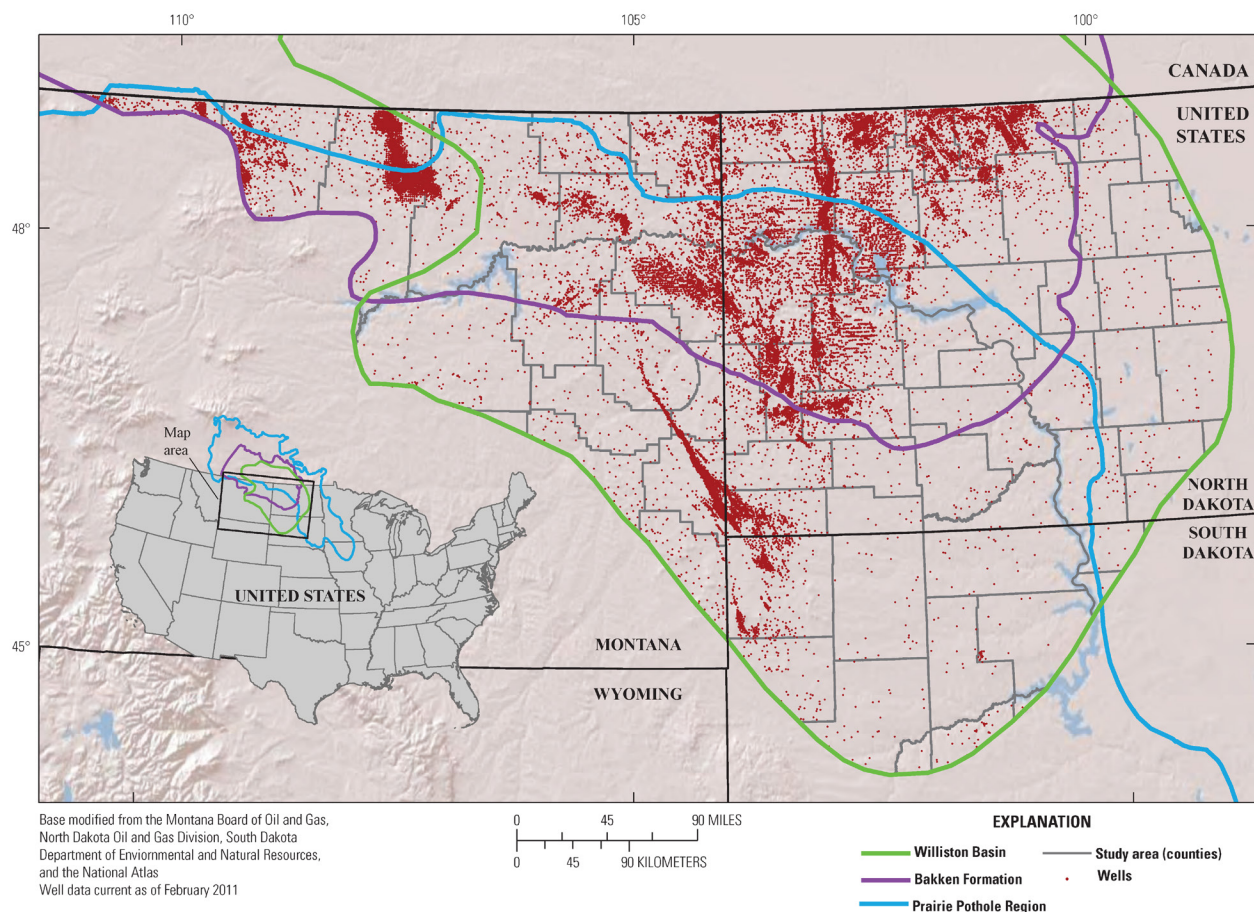 110°
105°
100°
CANADA
UNITED
STATES
48°
Map
area
NORTH
DAKOTA
SOUTH
DAKOTA
UNITED STATES
45°
MONTANA
WYOMING
Base modified from the Montana Board of Oil and Gas,
North Dakota Oil and Gas Division, South Dakota
Department of Enviornmental and Natural Resources,
and the National Atlas
Well data current as of February 2011
0 45 90 MILES
0 45 90 KILOMETERS
EXPLANATION
Williston Basin
Bakken Formation
Prairie Pothole Region
Study area (counties)
Wells